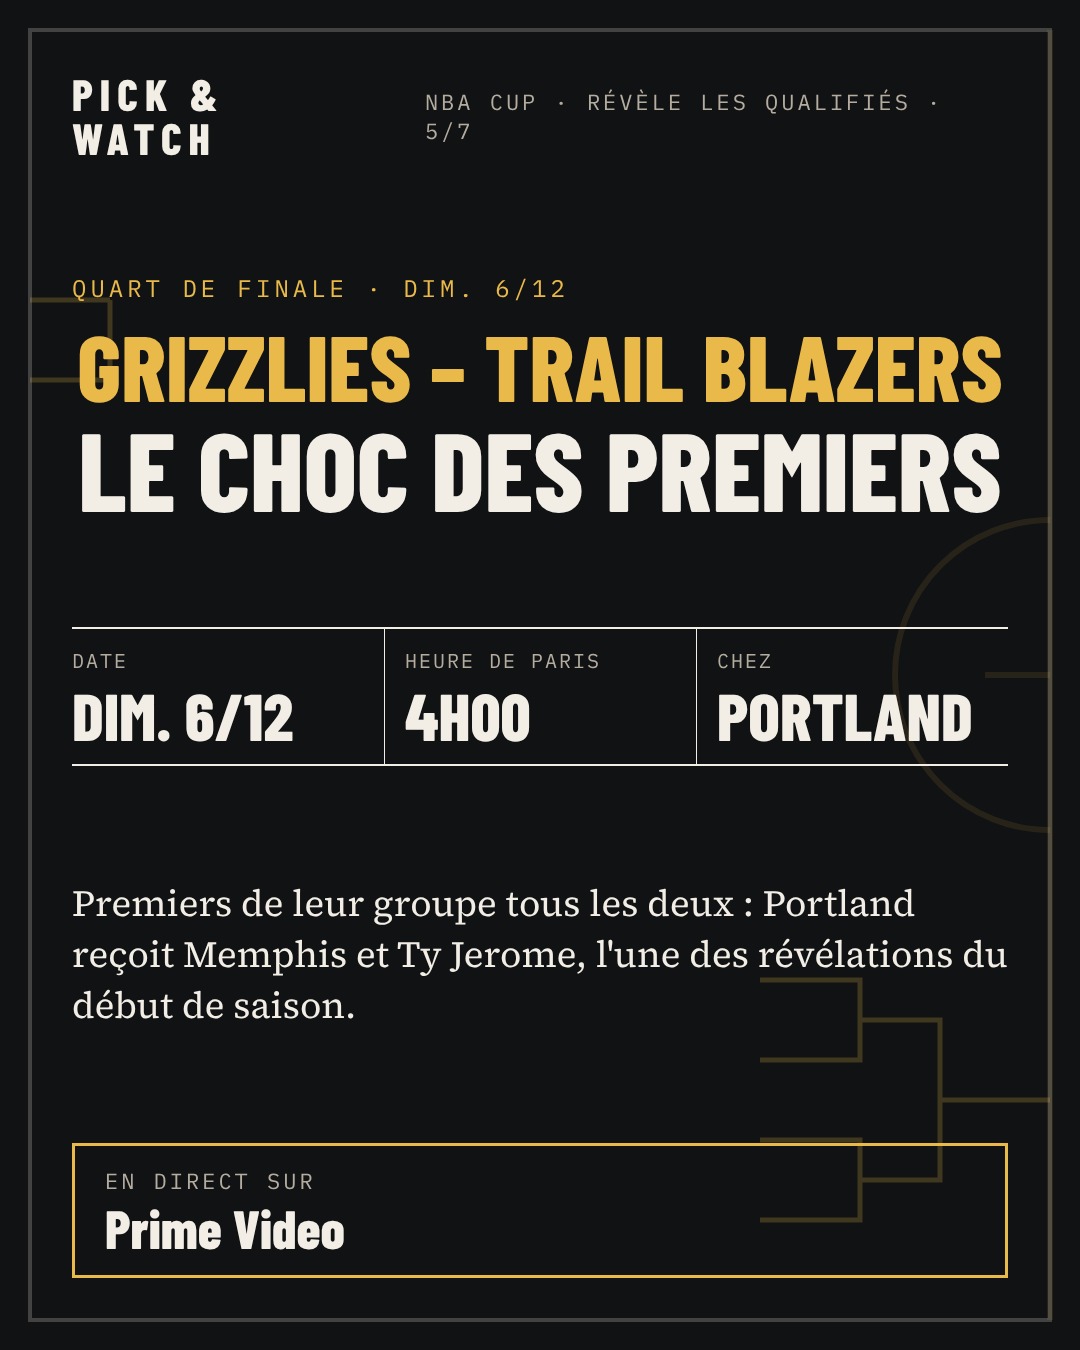 PICK &
WATCH
NBA CUP · RÉVÈLE LES QUALIFIÉS ·
5/7
QUART DE FINALE · DIM. 6/12
GRIZZLIES – TRAIL BLAZERS
LE CHOC DES PREMIERS
DATE
DIM. 6/12
HEURE DE PARIS
4H00
CHEZ
PORTLAND
Premiers de leur groupe tous les deux : Portland
reçoit Memphis et Ty Jerome, l'une des révélations du
début de saison.
EN DIRECT SUR
Prime Video